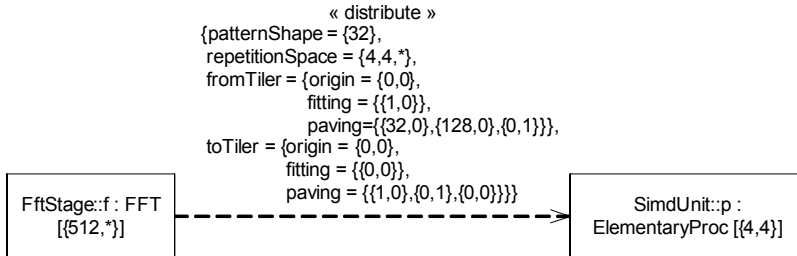 « distribute »
{patternShape = {32},
repetitionSpace = {4,4,*},
fromTiler = {origin = {0,0},
fitting = {{1,0}},
paving={{32,0},{128,0},{0,1}}},
toTiler = {origin = {0,0},
fitting = {{0,0}},
paving = {{1,0},{0,1},{0,0}}}}
FftStage::f : FFT
[{512,*}]
SimdUnit::p :
ElementaryProc [{4,4}]